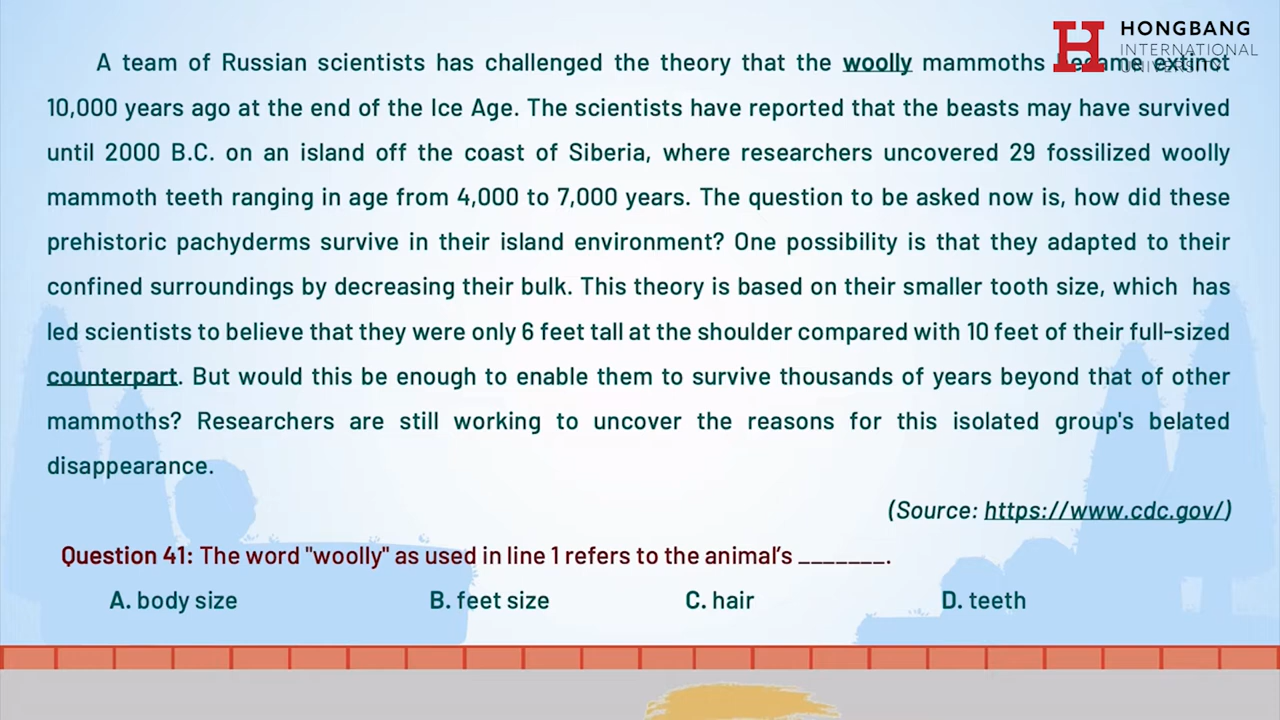 HONGBANG
INTERNATIONAL
UNIVERSITY
A team of Russian scientists has challenged the theory that the woolly mammoths became extinct
10,000 years ago at the end of the Ice Age. The scientists have reported that the beasts may have survived
until 2000 B.C. on an island off the coast of Siberia, where researchers uncovered 29 fossilized woolly
mammoth teeth ranging in age from 4,000 to 7,000 years. The question to be asked now is, how did these
prehistoric pachyderms survive in their island environment? One possibility is that they adapted to their
confined surroundings by decreasing their bulk. This theory is based on their smaller tooth size, which has
led scientists to believe that they were only 6 feet tall at the shoulder compared with 10 feet of their full-sized
counterpart. But would this be enough to enable them to survive thousands of years beyond that of other
mammoths? Researchers are still working to uncover the reasons for this isolated group's belated
disappearance.
(Source: https://www.cdc.gov/)
Question 41: The word "woolly" as used in line 1 refers to the animal’s _______.
A. body size B. feet size C. hair D. teeth